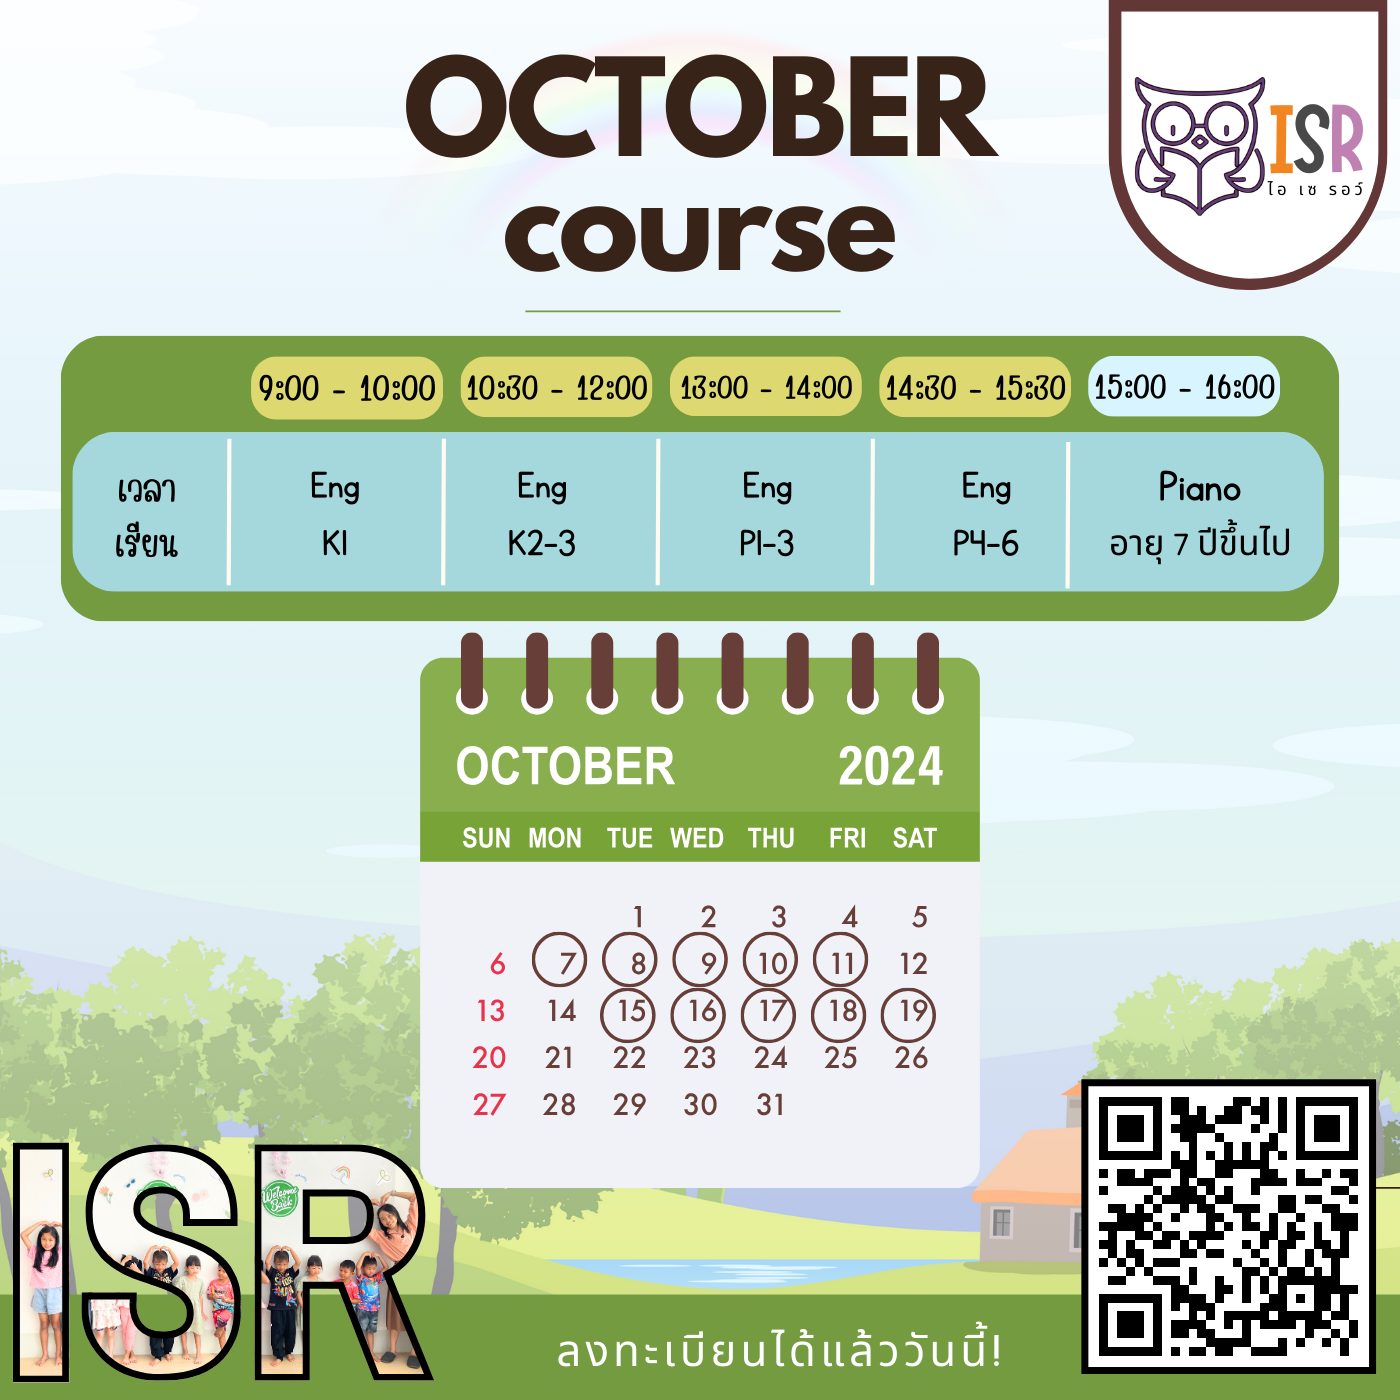 OCTOBER
course
ISR
ไอ เซ รอว์
9:00 - 10:00 10:30 - 12:00 13:00 - 14:00 14:30 - 15:30 15:00 - 16:00
เวลา Eng Eng Eng Eng Piano
เรียน K1 K2-3 P1-3 P4-6 อายุ 7 ปีขึ้นไป
OCTOBER 2024
SUN MON TUE WED THU FRI SAT
1 2 3 4 5
6 7 8 9 10 11 12
13 14 15 16 17 18 19
20 21 22 23 24 25 26
27 28 29 30 31
Welcome
Back
ISR
ลงทะเบียนได้แล้ววันนี้!